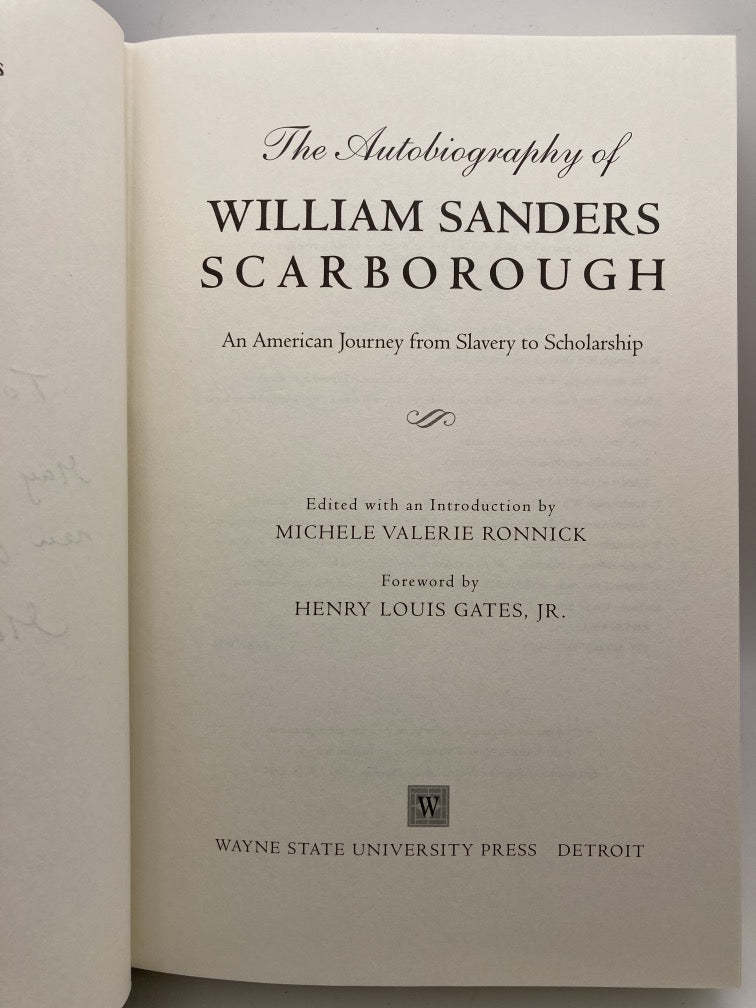 s
The Autobiography of
WILLIAM SANDERS
SCARBOROUGH
An American Journey from Slavery to Scholarship
Edited with an Introduction by
MICHELE VALERIE RONNICK
Foreword by
HENRY LOUIS GATES, JR.
W
WAYNE STATE UNIVERSITY PRESS DETROIT